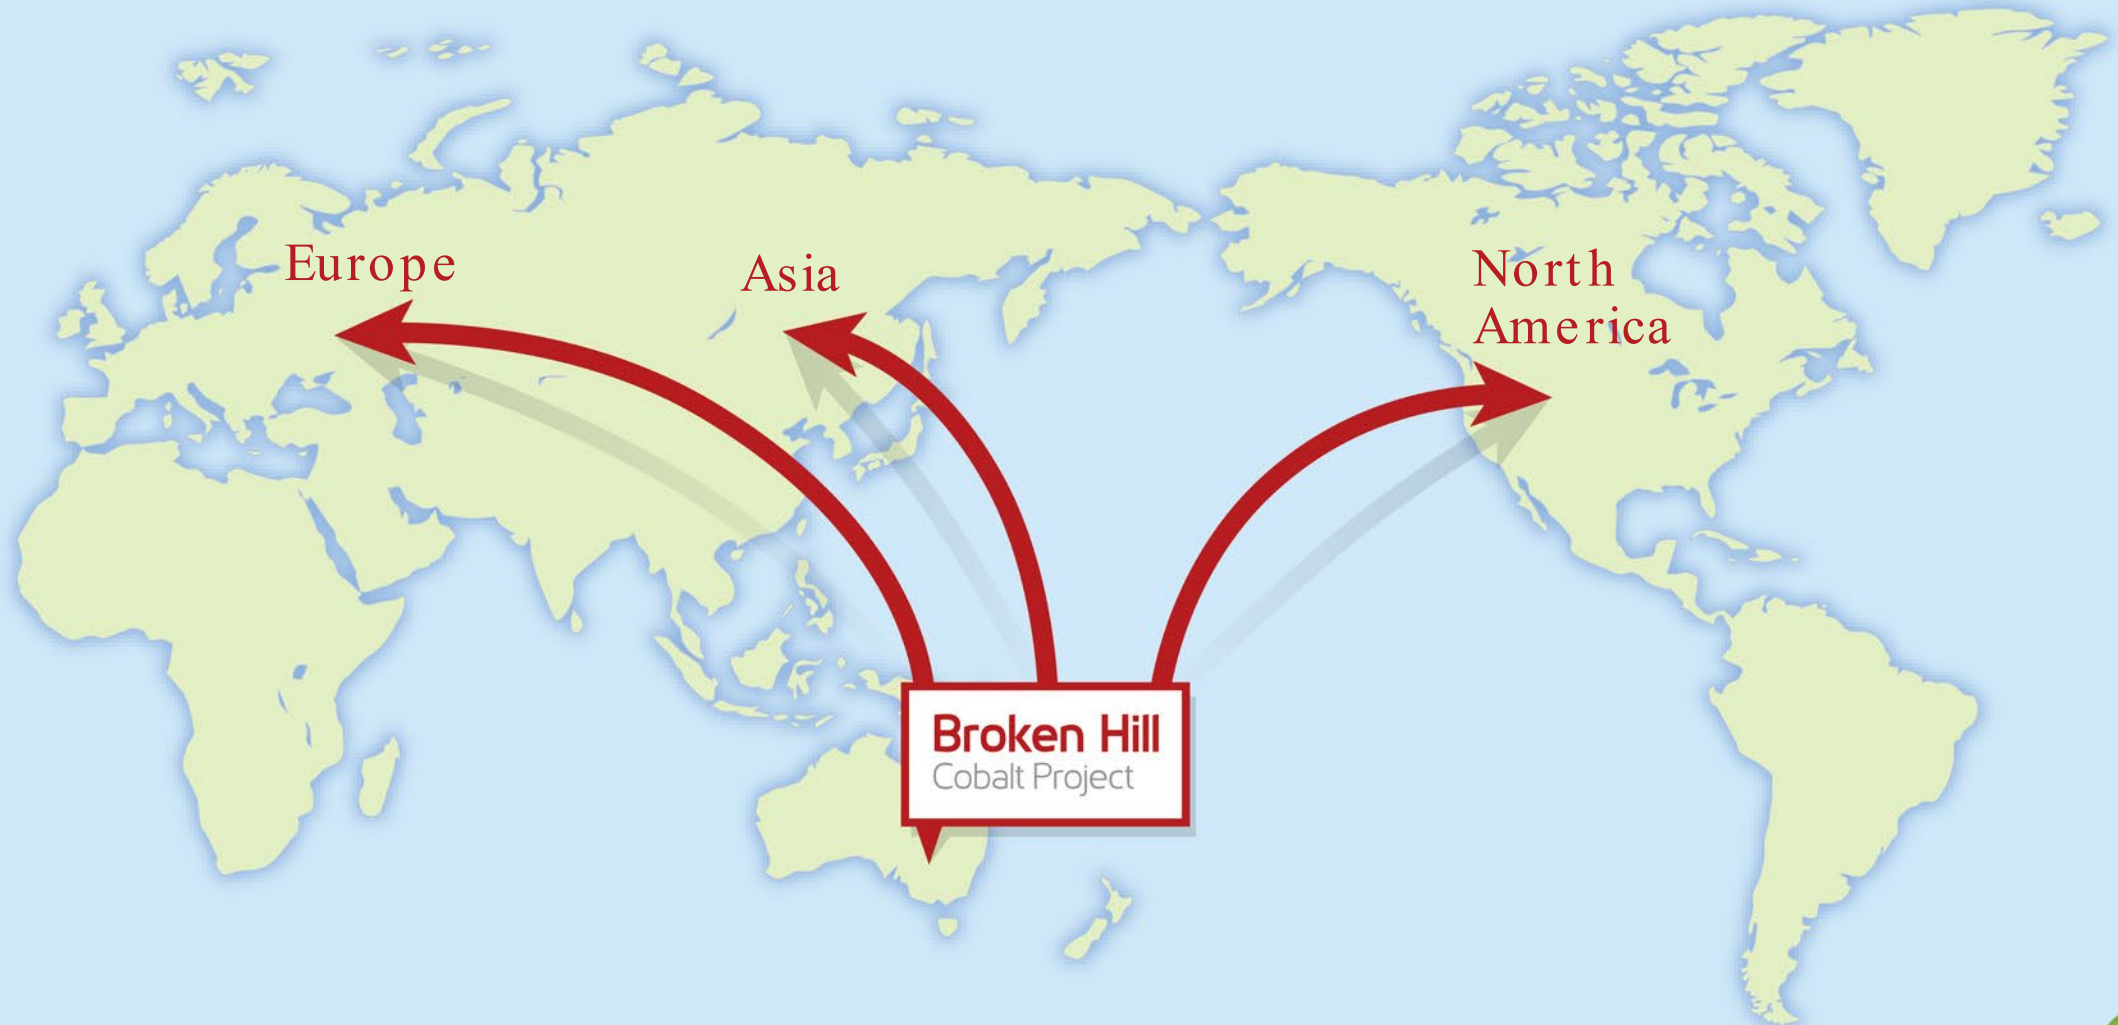 Europe
Asia
North
America
Broken Hill
Cobalt Project